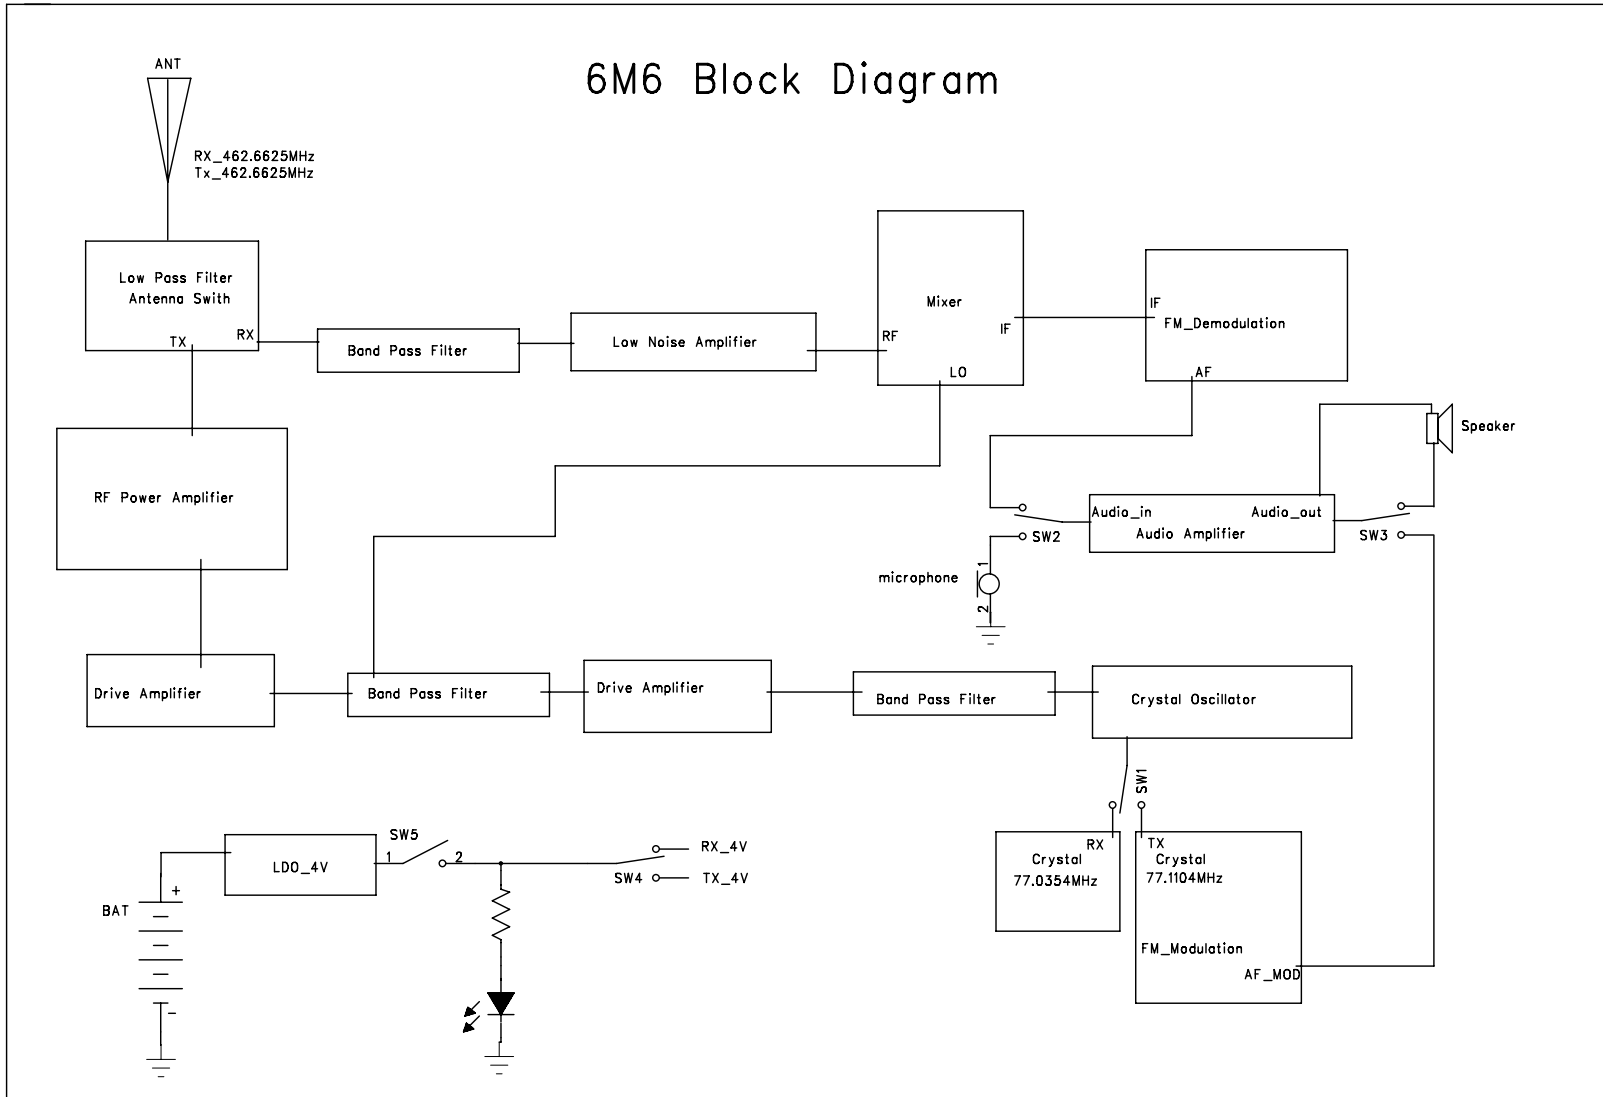 6M6 Block Diagram
ANT
RX_462.6625MHz
Tx_462.6625MHz
Low Pass Filter
Antenna Swith
TX
RX
Band Pass Filter
Low Noise Amplifier
Mixer
RF
IF
LO
IF
FM_Demodulation
AF
Speaker
RF Power Amplifier
Audio_in
Audio_out
Audio Amplifier
SW2
SW3
microphone
1
2
Drive Amplifier
Band Pass Filter
Drive Amplifier
Band Pass Filter
Crystal Oscillator
SW1
RX
Crystal
77.0354MHz
TX
Crystal
77.1104MHz
FM_Modulation
AF_MOD
LDO_4V
SW5
1
2
RX_4V
SW4
TX_4V
BAT
+
-